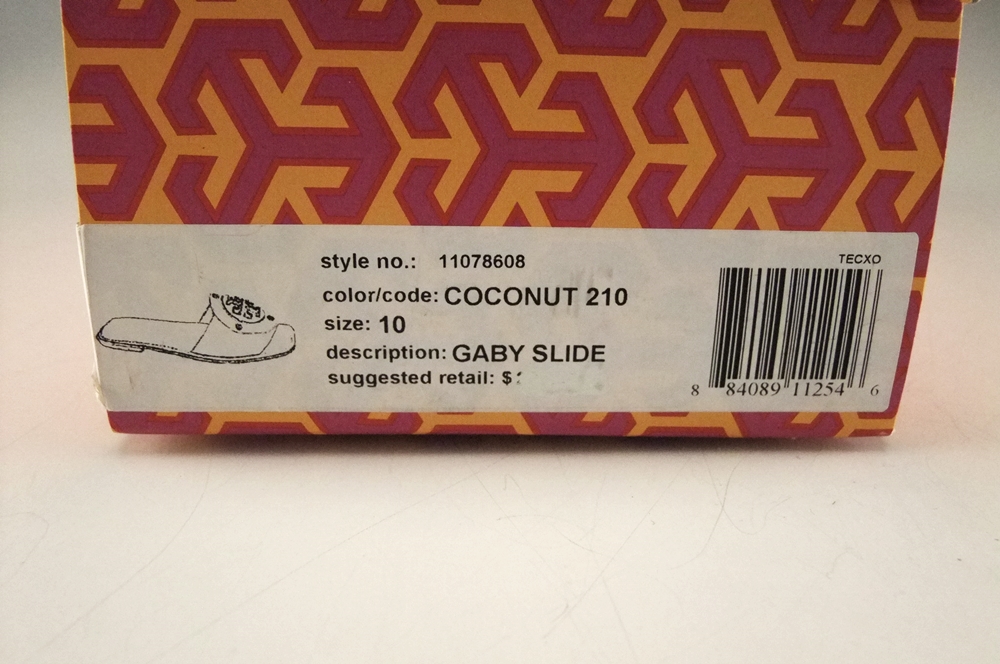 style no.: 11078608
color/code: COCONUT 210
size: 10
description: GABY SLIDE
suggested retail: $
TECXO
8 84089 11254 6